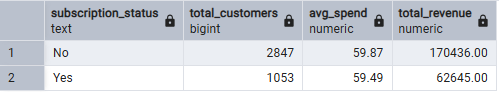 subscription_status total_customers avg_spend total_revenue
text bigint numeric numeric
1 No 2847 59.87 170436.00
2 Yes 1053 59.49 62645.00